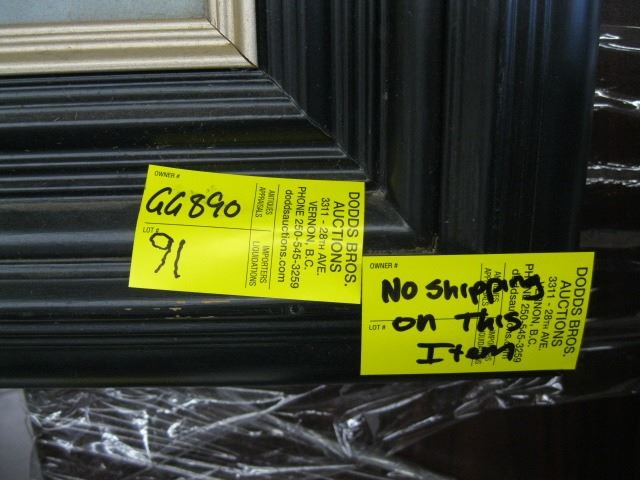 OWNER #
GG890
LOT #
91
ANTIQUES
APPRAISALS
IMPORTERS
LIQUIDATIONS
DODDS BROS.
AUCTIONS
3311 - 28TH AVE.
VERNON, B.C.
PHONE 250-545-3259
doddsauctions.com
OWNER #
No shipping
on This
Item
LOT #
DODDS BROS.
AUCTIONS
3311 - 28TH AVE.
VERNON, B.C.